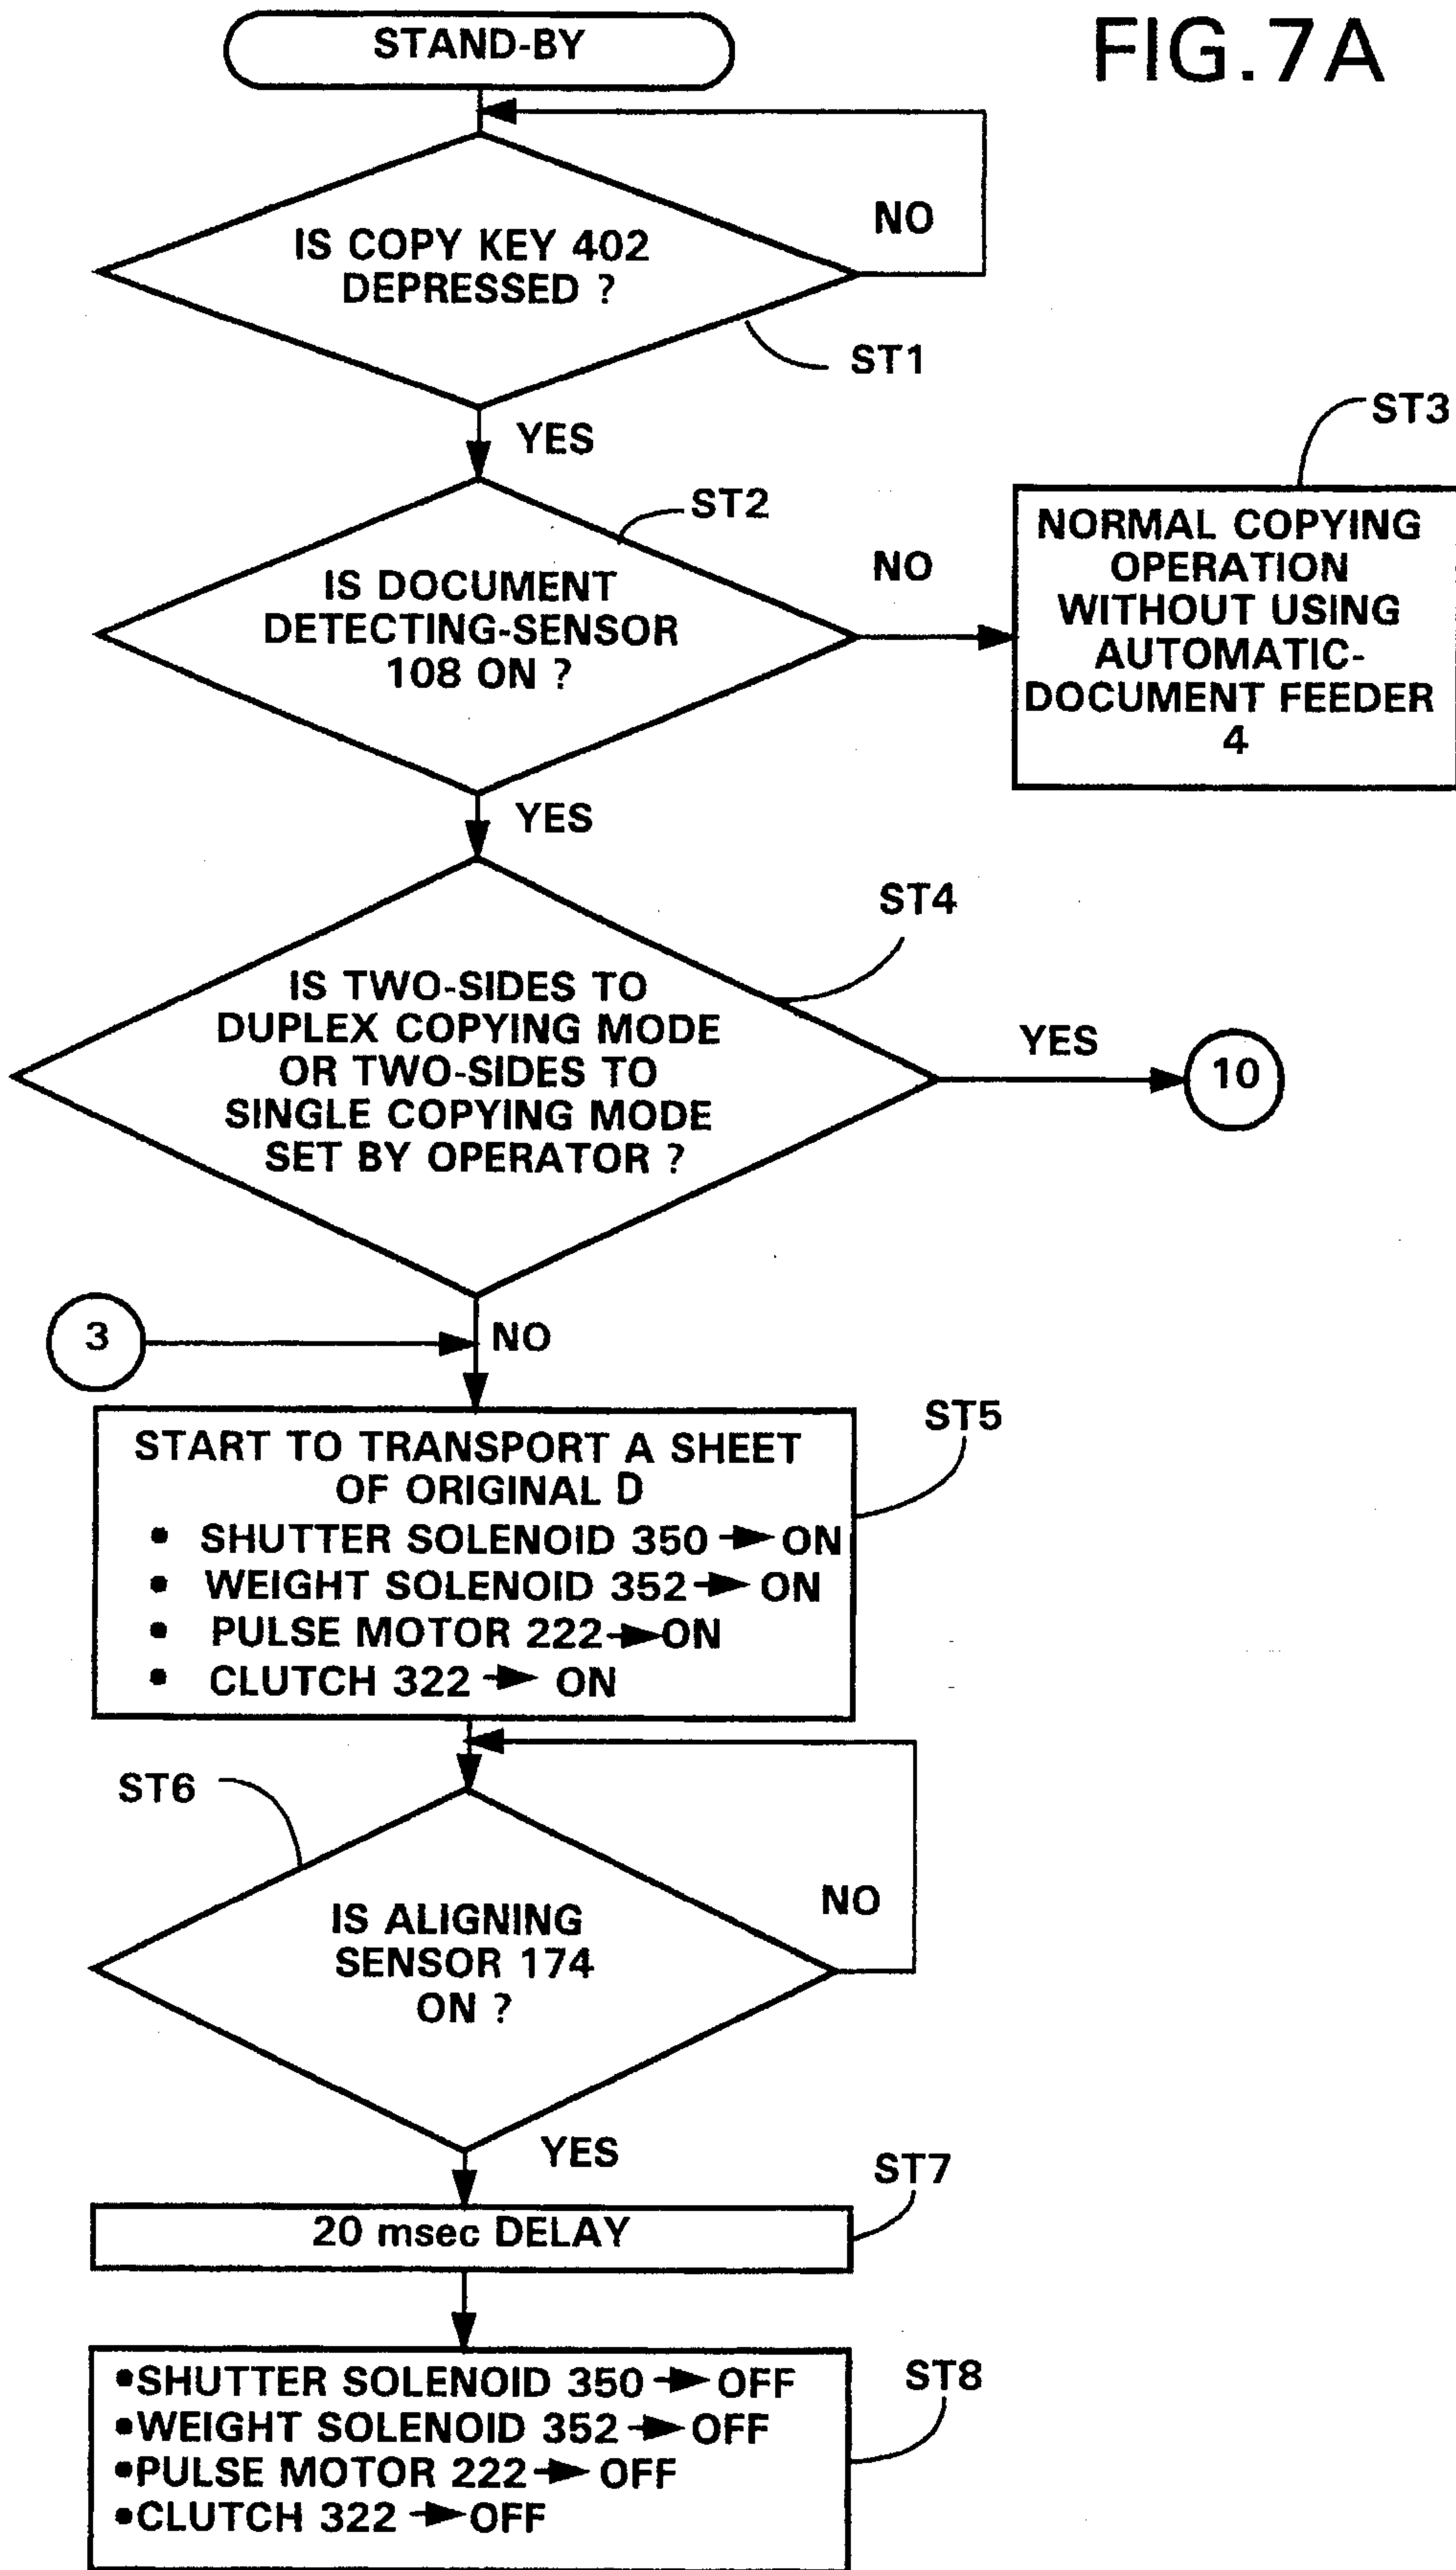 FIG.7A
STAND-BY
NO
IS COPY KEY 402
DEPRESSED ?
ST1
YES
ST3
ST2
NO
NORMAL COPYING
OPERATION
WITHOUT USING
AUTOMATIC-
DOCUMENT FEEDER
4
IS DOCUMENT
DETECTING-SENSOR
108 ON ?
YES
ST4
IS TWO-SIDES TO
DUPLEX COPYING MODE
OR TWO-SIDES TO
SINGLE COPYING MODE
SET BY OPERATOR ?
YES
10
3
NO
ST5
START TO TRANSPORT A SHEET
OF ORIGINAL D
• SHUTTER SOLENOID 350 → ON
• WEIGHT SOLENOID 352 → ON
• PULSE MOTOR 222 → ON
• CLUTCH 322 → ON
ST6
NO
IS ALIGNING
SENSOR 174
ON ?
YES
ST7
20 msec DELAY
ST8
•SHUTTER SOLENOID 350 → OFF
•WEIGHT SOLENOID 352 → OFF
•PULSE MOTOR 222 → OFF
•CLUTCH 322 → OFF